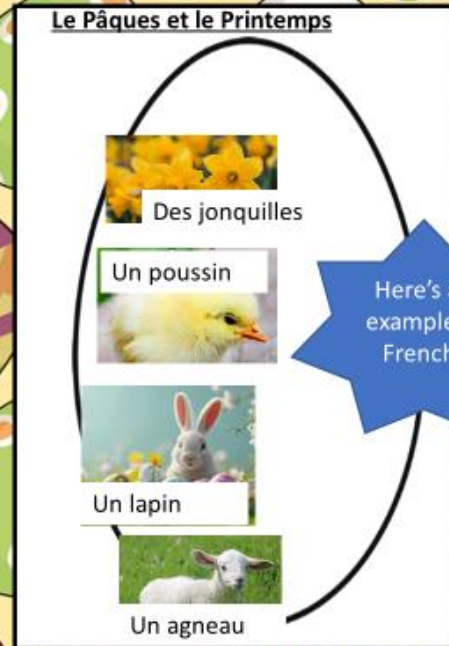 Le Pâques et le Printemps
Des jonquilles
Un poussin
Here's
example
French
Un lapin
Un agneau